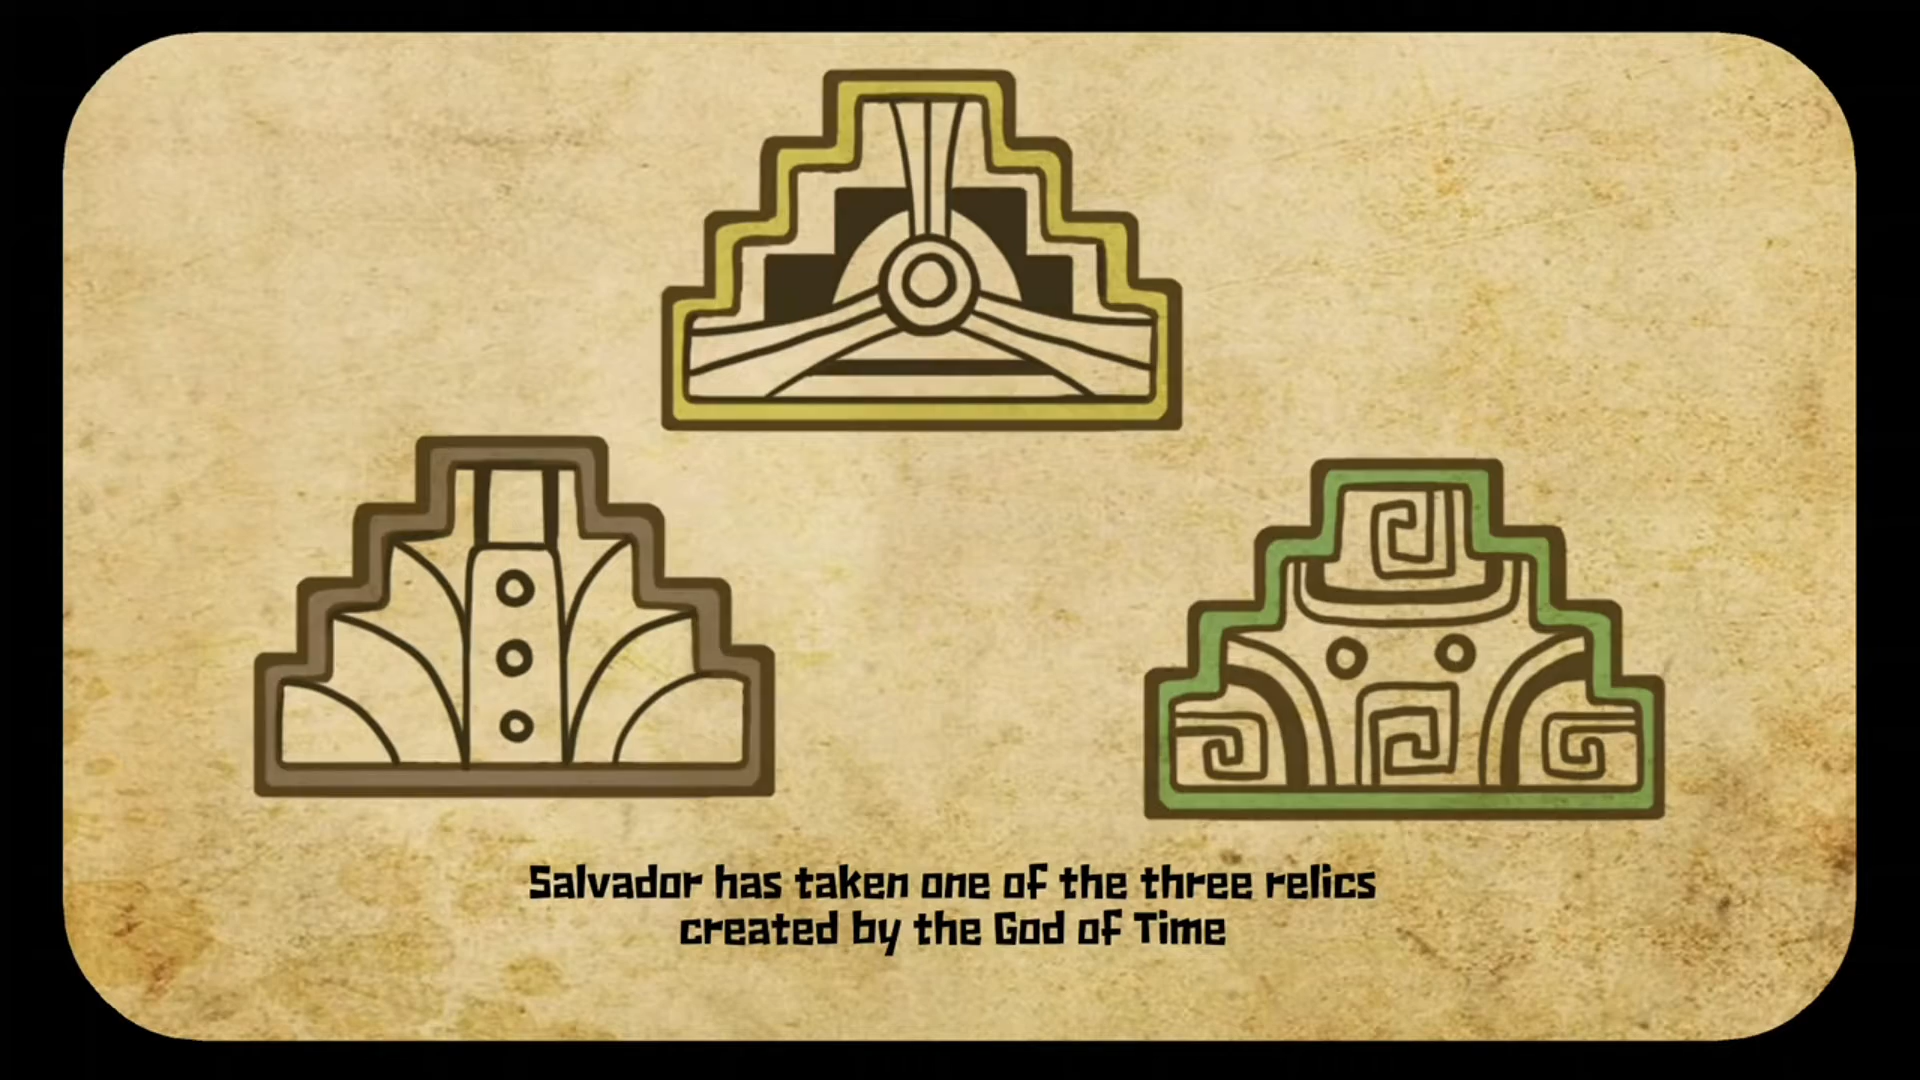 Salvador has taken one of the three relics
created by the God of Time